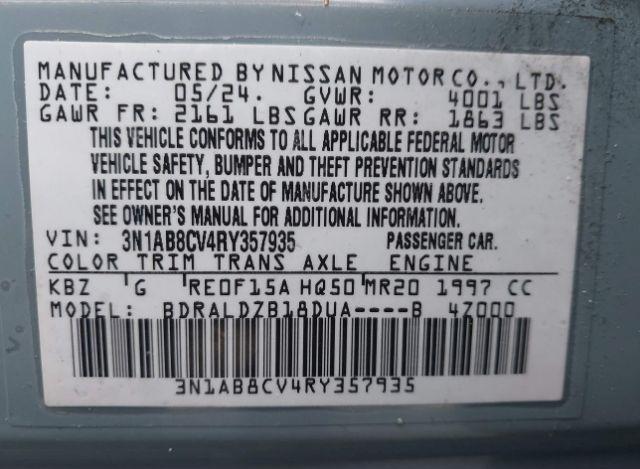 MANUFACTURED BY NISSAN MOTOR CO., LTD.
DATE: 05/24. GVWR: 4001 LBS
GAWR FR: 2161 LBS GAWR RR: 1863 LBS
THIS VEHICLE CONFORMS TO ALL APPLICABLE FEDERAL MOTOR
VEHICLE SAFETY, BUMPER AND THEFT PREVENTION STANDARDS
IN EFFECT ON THE DATE OF MANUFACTURE SHOWN ABOVE.
SEE OWNER'S MANUAL FOR ADDITIONAL INFORMATION.
VIN: 3N1AB8CV4RY357935 PASSENGER CAR.
COLOR TRIM TRANS AXLE ENGINE
KBZ G RE0F15A HQ50 MR20 1997 CC
MODEL: BDRALDZB18DUA----B 4Z000
3N1AB8CV4RY357935